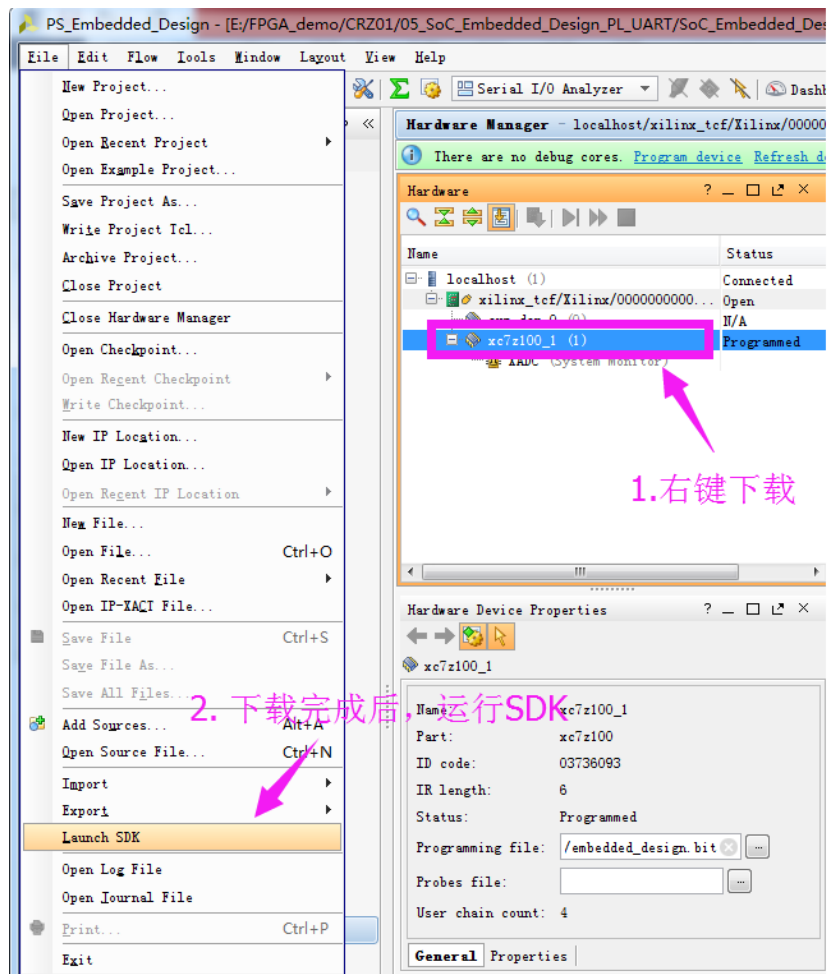 PS_Embedded_Design - [E:/FPGA_demo/CRZ01/05_SoC_Embedded_Design_PL_UART/SoC_Embedded_Des
File Edit Flow Tools Window Layout View Help
New Project...
Open Project...
Open Recent Project
Open Example Project...
Save Project As...
Write Project Tcl...
Archive Project...
Close Project
Close Hardware Manager
Open Checkpoint...
Open Recent Checkpoint
Write Checkpoint...
New IP Location...
Open IP Location...
Open Recent IP Location
New File...
Open File... Ctrl+O
Open Recent File
Open IP-XACT File...
Save File Ctrl+S
Save File As...
Save All Files...
Add Sources... Alt+A
Open Source File... Ctrl+N
Import
Export
Launch SDK
Open Log File
Open Journal File
Print... Ctrl+P
Exit
Serial I/O Analyzer
Dashb
Hardware Manager - localhost/xilinx_tcf/Xilinx/00000
There are no debug cores. Program device Refresh d
Hardware
Name Status
localhost (1) Connected
xilinx_tcf/Xilinx/0000000000... Open
N/A
xc7z100_1 (1) Programmed
XADC (System Monitor)
1.右键下载
2. 下载完成后，运行SDK
Hardware Device Properties
xc7z100_1
Name: xc7z100_1
Part: xc7z100
ID code: 03736093
IR length: 6
Status: Programmed
Programming file: /embedded_design.bit
Probes file:
User chain count: 4
General Properties